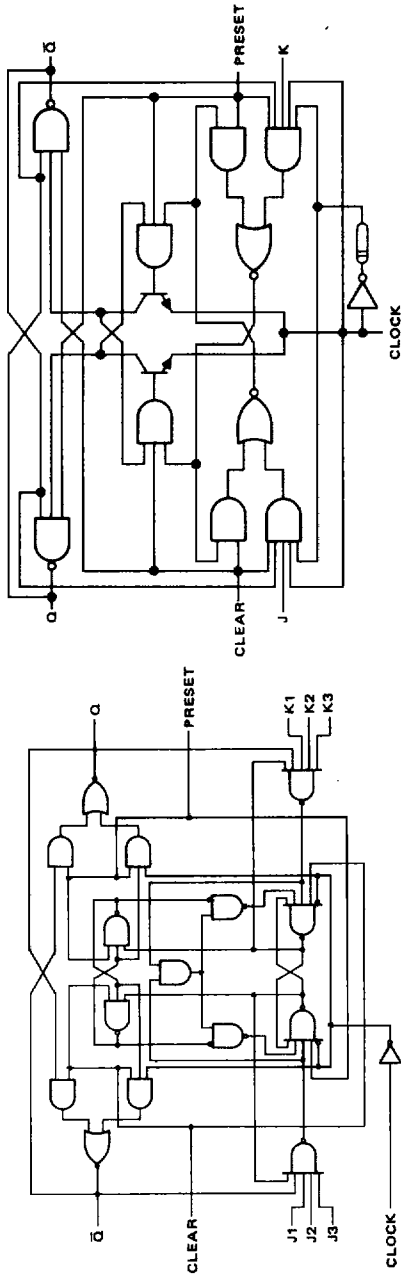 Q̅
Q
PRESET
CLEAR
K1
K2
K3
J1
J2
J3
CLOCK
Q
Q̅
PRESET
CLEAR
K
J
CLOCK